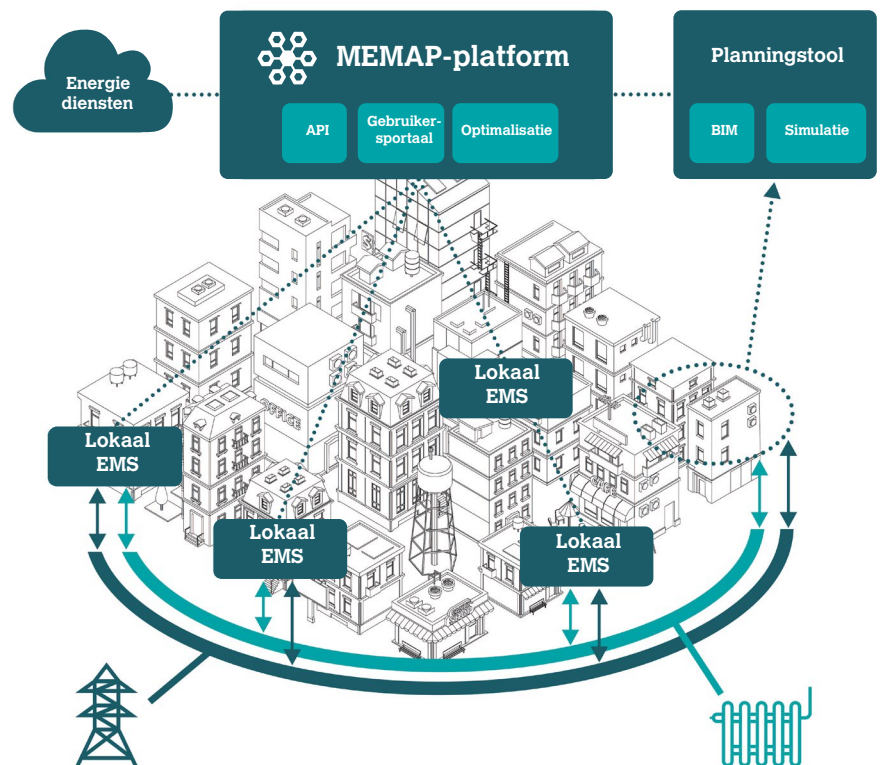 MEMAP-platform
Planningstool
Energie
diensten
API
Gebruiker-
sportaal
Optimalisatie
BIM
Simulatie
Lokaal
EMS
Lokaal
EMS
Lokaal
EMS
Lokaal
EMS
OFFICE
CAFE